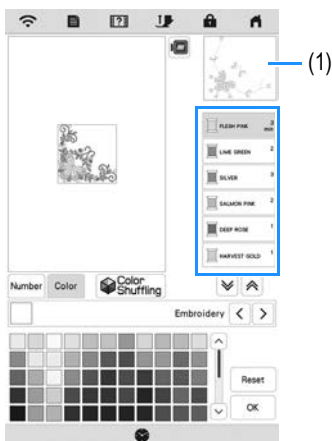 ?
(1)
FLESH PINK 3 min
LIME GREEN 2
SILVER 3
SALMON PINK 2
DEEP ROSE 1
HARVEST GOLD 1
Number Color Color Shuffling
Embroidery < >
Reset
OK